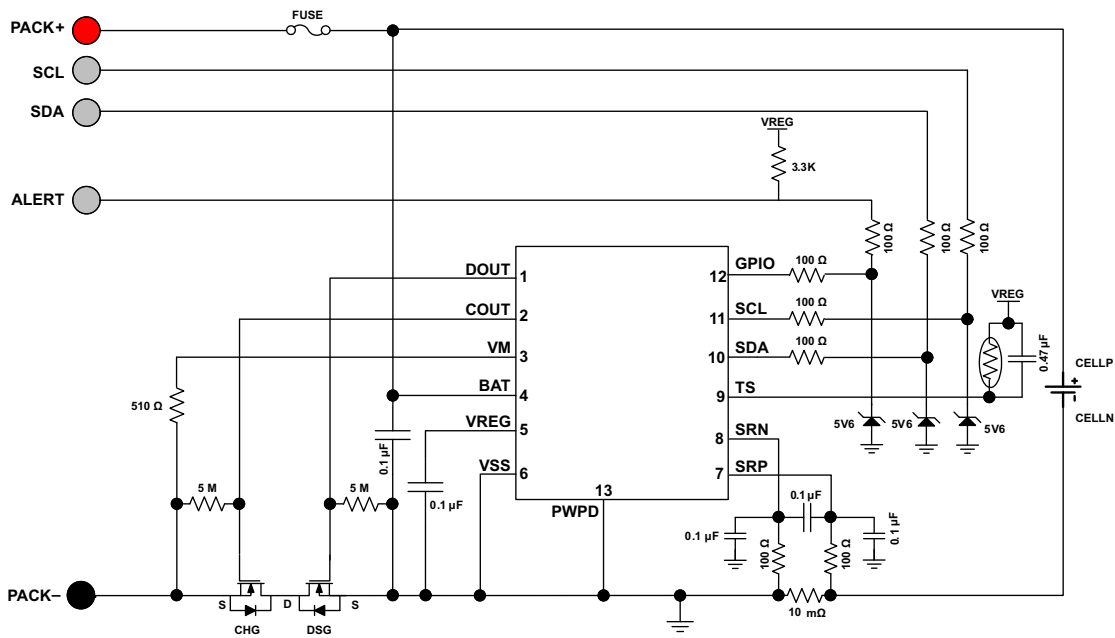 FUSE
PACK+
SCL
SDA
VREG
3.3K
ALERT
100 Ω
100 Ω
100 Ω
DOUT
1
COUT
2
VM
3
BAT
4
VREG
5
VSS
6
13
PWPD
12
GPIO
100 Ω
11
SCL
100 Ω
10
SDA
100 Ω
9
TS
8
SRN
7
SRP
VREG
0.47 µF
CELLP
+
-
CELLN
5V6
5V6
5V6
510 Ω
0.1 µF
5 M
5 M
0.1 µF
0.1 µF
0.1 µF
0.1 µF
100 Ω
100 Ω
PACK–
S
D
S
CHG
DSG
10 mΩ